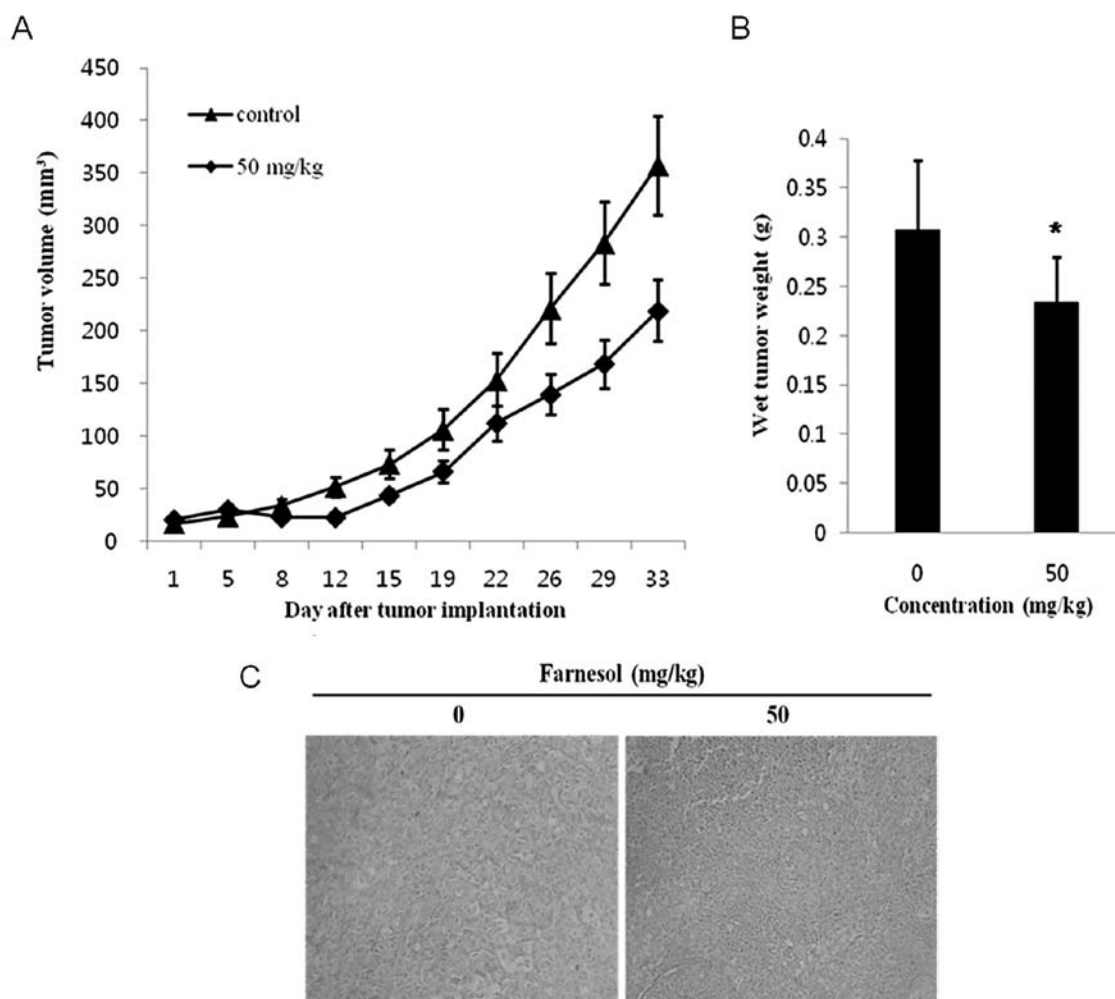 A
450
400
350
300
250
200
150
100
50
0
Tumor volume (mm³)
control
50 mg/kg
1 5 8 12 15 19 22 26 29 33
Day after tumor implantation
B
0.4
0.35
0.3
0.25
0.2
0.15
0.1
0.05
0
Wet tumor weight (g)
*
0 50
Concentration (mg/kg)
C
Farnesol (mg/kg)
0 50